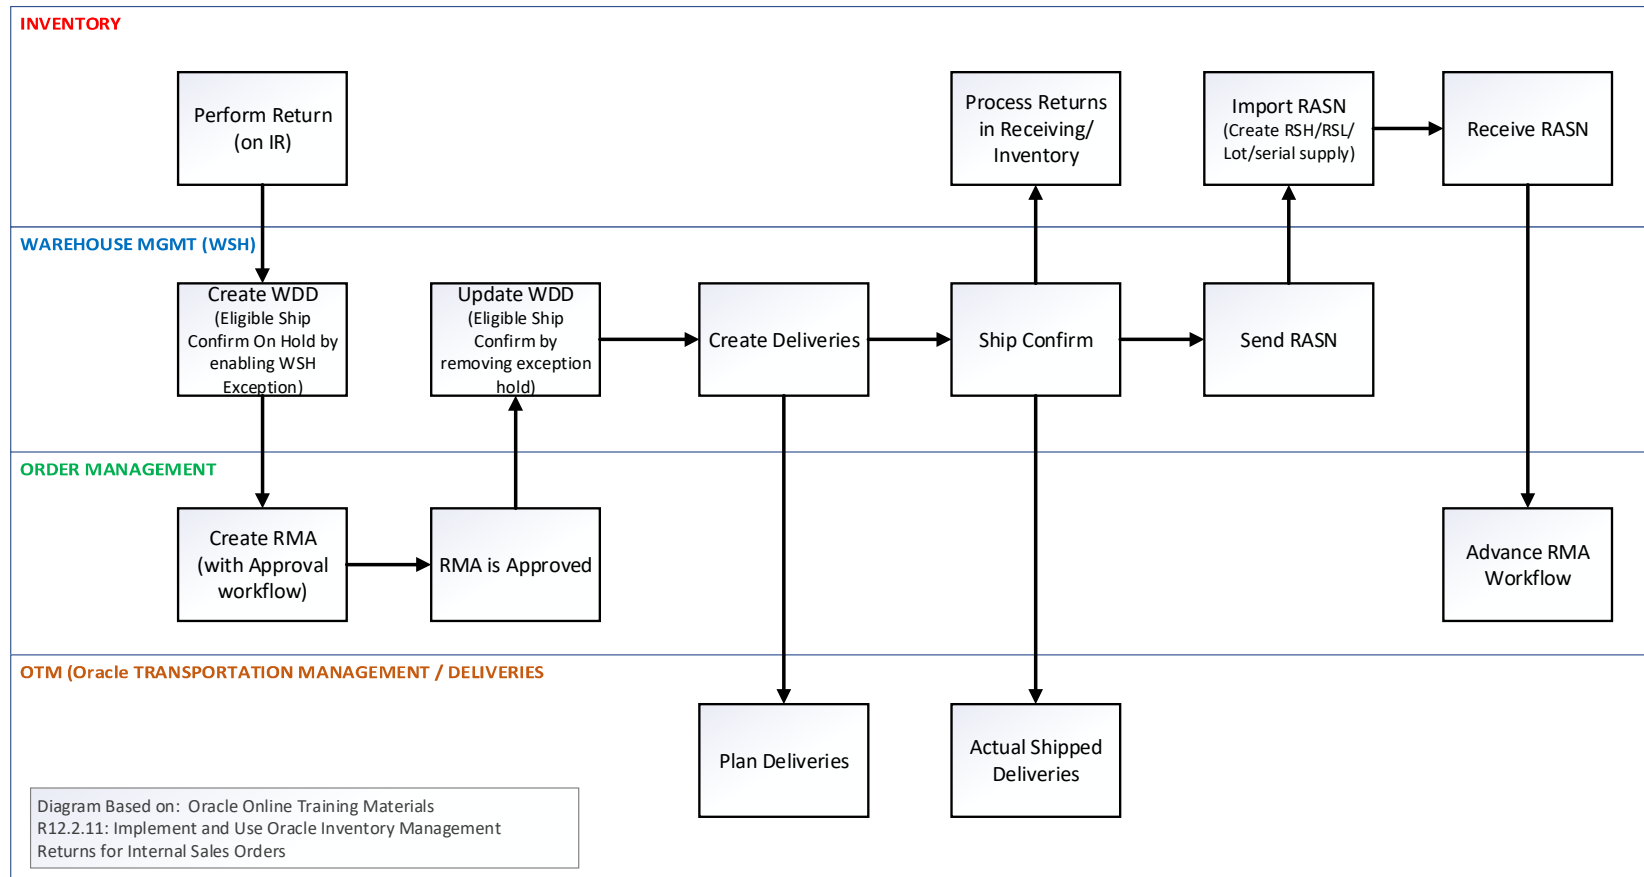 INVENTORY
Perform Return
(on IR)
Process Returns
in Receiving/
Inventory
Import RASN
(Create RSH/RSL/
Lot/serial supply)
Receive RASN
WAREHOUSE MGMT (WSH)
Create WDD
(Eligible Ship
Confirm On Hold by
enabling WSH
Exception)
Update WDD
(Eligible Ship
Confirm by
removing exception
hold)
Create Deliveries
Ship Confirm
Send RASN
ORDER MANAGEMENT
Create RMA
(with Approval
workflow)
RMA is Approved
Advance RMA
Workflow
OTM (Oracle TRANSPORTATION MANAGEMENT / DELIVERIES
Plan Deliveries
Actual Shipped
Deliveries
Diagram Based on:  Oracle Online Training Materials
R12.2.11: Implement and Use Oracle Inventory Management
Returns for Internal Sales Orders